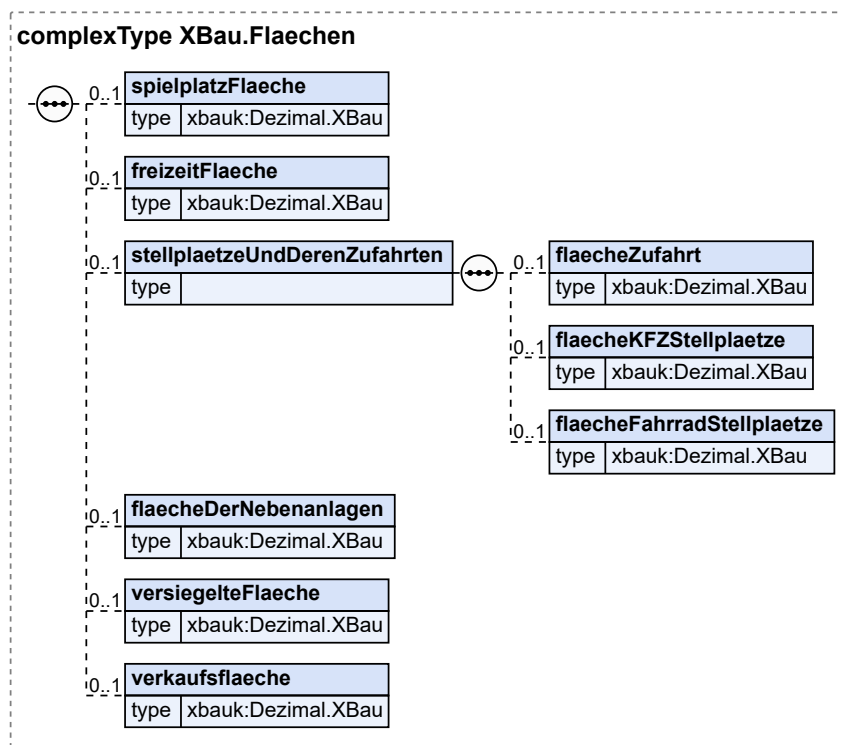 complexType XBau.Flaechen
0..1 spielplatzFlaeche
type xbauk:Dezimal.XBau
0..1 freizeitFlaeche
type xbauk:Dezimal.XBau
0..1 stellplaetzeUndDerenZufahrten
type
0..1 flaecheZufahrt
type xbauk:Dezimal.XBau
0..1 flaecheKFZStellplaetze
type xbauk:Dezimal.XBau
0..1 flaecheFahrradStellplaetze
type xbauk:Dezimal.XBau
0..1 flaecheDerNebenanlagen
type xbauk:Dezimal.XBau
0..1 versiegelteFlaeche
type xbauk:Dezimal.XBau
0..1 verkaufsflaeche
type xbauk:Dezimal.XBau